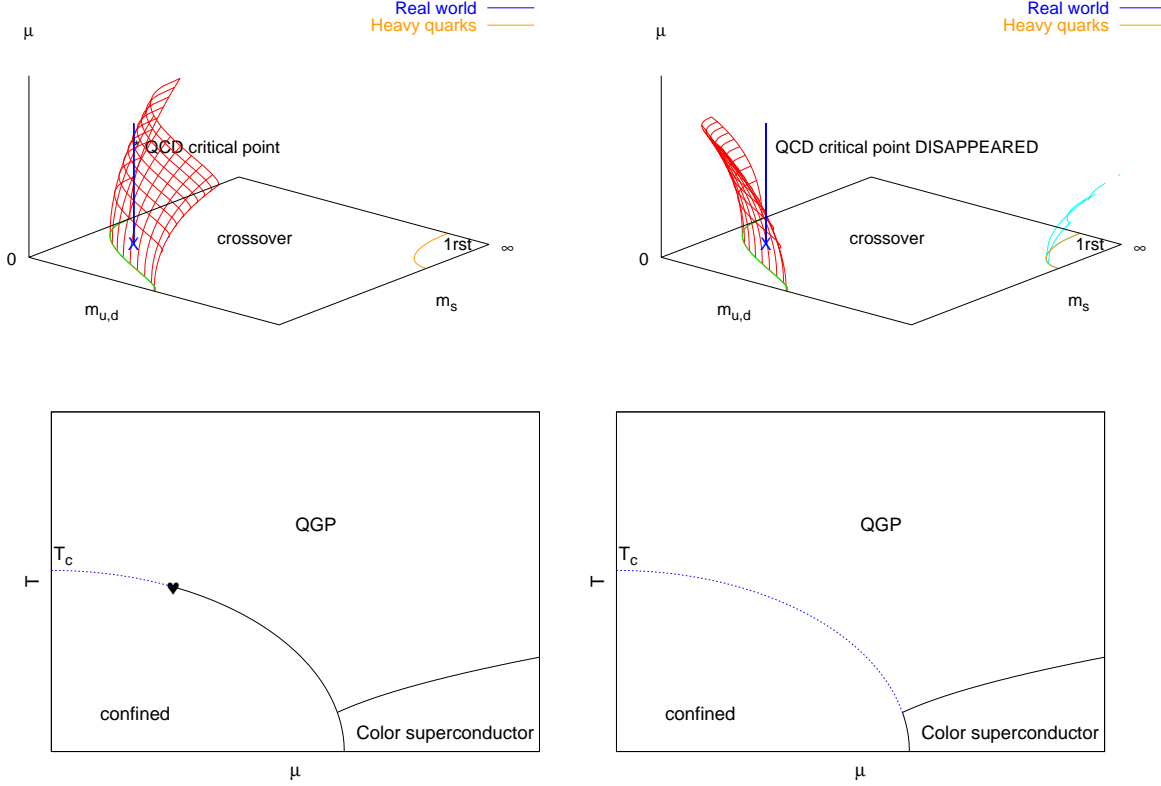 Real world
Heavy quarks
μ
QCD critical point
crossover
1rst
∞
0
m_s
m_{u,d}
Real world
Heavy quarks
μ
QCD critical point DISAPPEARED
crossover
1rst
∞
0
m_s
m_{u,d}
QGP
T_c
T
confined
Color superconductor
μ
QGP
T_c
T
confined
Color superconductor
μ